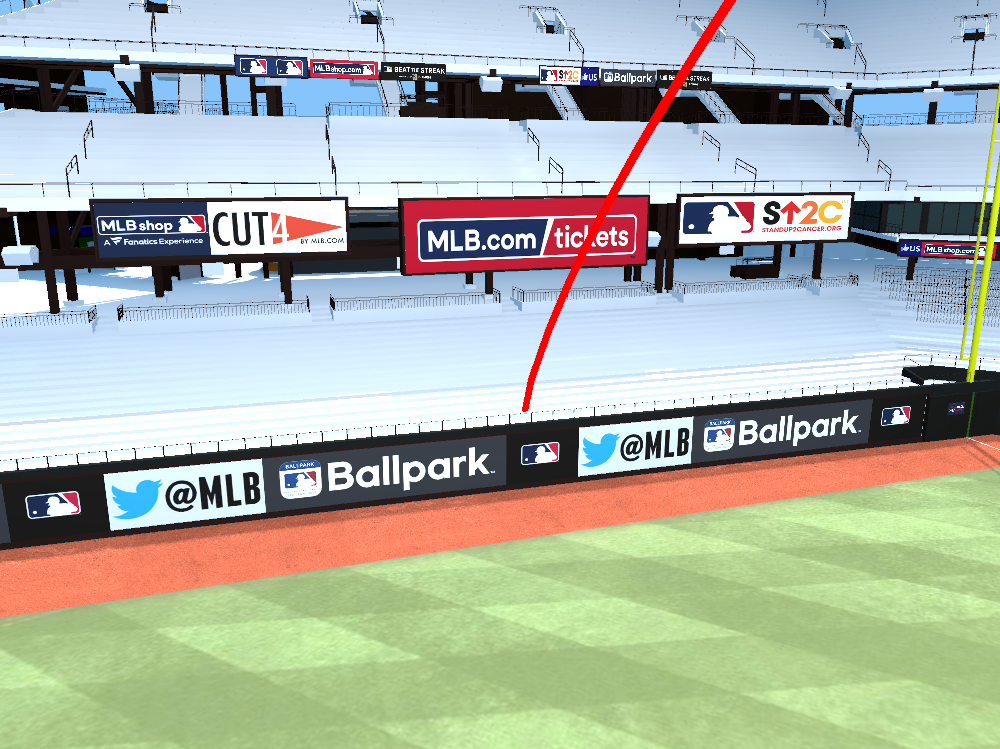 MLBshop.com
BEAT THE STREAK
S↑2C
US
Ballpark
BEAT THE STREAK
MLB shop
A Fanatics Experience
CUT4
BY MLB.COM
MLB.com/tickets
S↑2C
STANDUP2CANCER.ORG
US
MLBshop.com
@MLB
BALLPARK
Ballpark
@MLB
BALLPARK
Ballpark